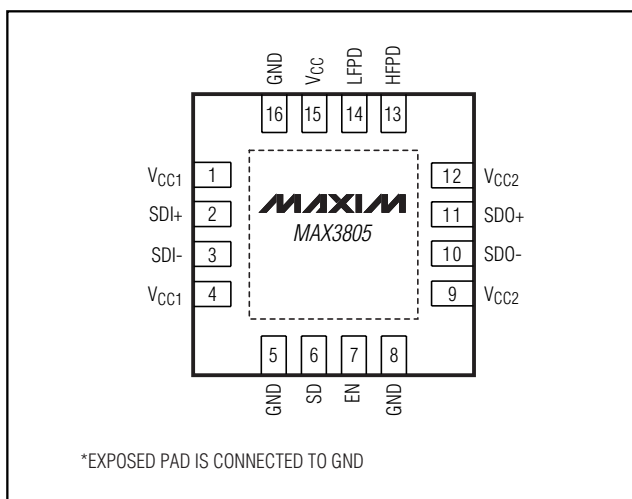 GND VCC LFPD HFPD
16 15 14 13
VCC1 1 12 VCC2
SDI+ 2 11 SDO+
SDI- 3 10 SDO-
VCC1 4 9 VCC2
MAXIM
MAX3805
5 6 7 8
GND SD EN GND
*EXPOSED PAD IS CONNECTED TO GND